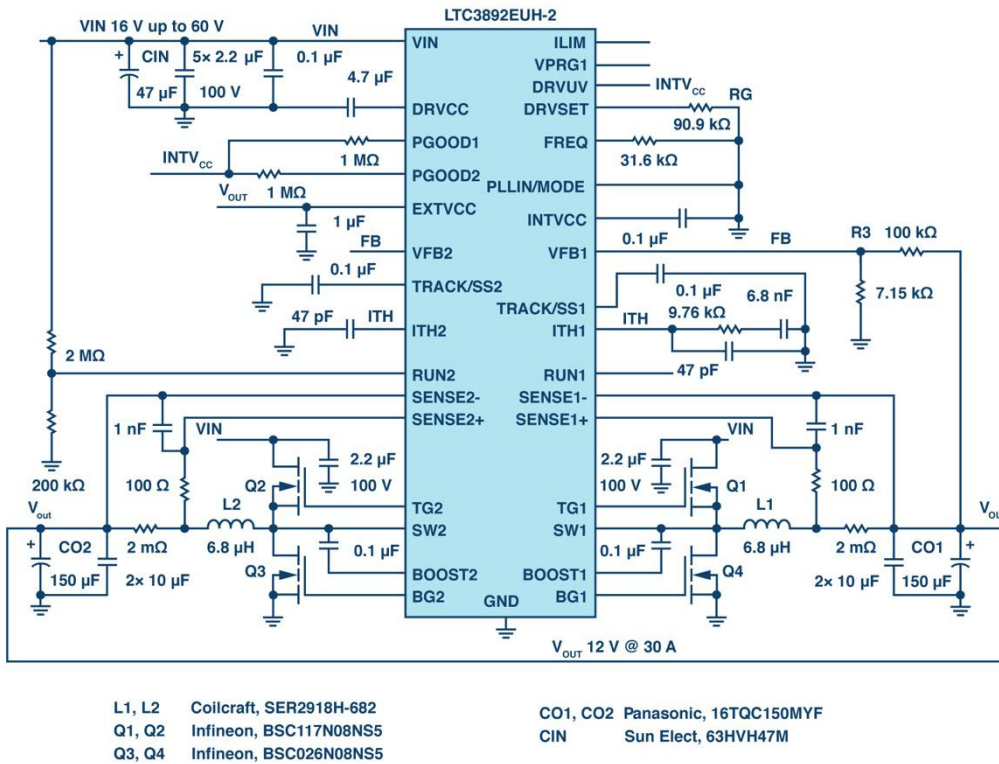 LTC3892EUH-2
VIN 16 V up to 60 V
VIN
+
CIN
47 µF
5× 2.2 µF
100 V
0.1 µF
4.7 µF
VIN
DRVCC
PGOOD1
PGOOD2
EXTVCC
VFB2
TRACK/SS2
ITH2
RUN2
SENSE2-
SENSE2+
TG2
SW2
BOOST2
BG2
GND
ILIM
VPRG1
DRVUV
DRVSET
FREQ
PLLIN/MODE
INTVCC
VFB1
TRACK/SS1
ITH1
RUN1
SENSE1-
SENSE1+
TG1
SW1
BOOST1
BG1
INTVCC
1 MΩ
1 MΩ
VOUT
1 µF
FB
0.1 µF
47 pF
ITH
2 MΩ
200 kΩ
1 nF
100 Ω
VIN
2.2 µF
100 V
Q2
L2
6.8 µH
Q3
0.1 µF
Vout
+
CO2
150 µF
2 mΩ
2× 10 µF
INTVCC
RG
90.9 kΩ
31.6 kΩ
0.1 µF
FB
R3
100 kΩ
7.15 kΩ
0.1 µF
6.8 nF
ITH
9.76 kΩ
47 pF
VIN
1 nF
2.2 µF
100 V
Q1
100 Ω
L1
6.8 µH
0.1 µF
Q4
2 mΩ
2× 10 µF
CO1
+
150 µF
VOUT 12 V @ 30 A
L1, L2 Coilcraft, SER2918H-682
Q1, Q2 Infineon, BSC117N08NS5
Q3, Q4 Infineon, BSC026N08NS5
CO1, CO2 Panasonic, 16TQC150MYF
CIN Sun Elect, 63HVH47M